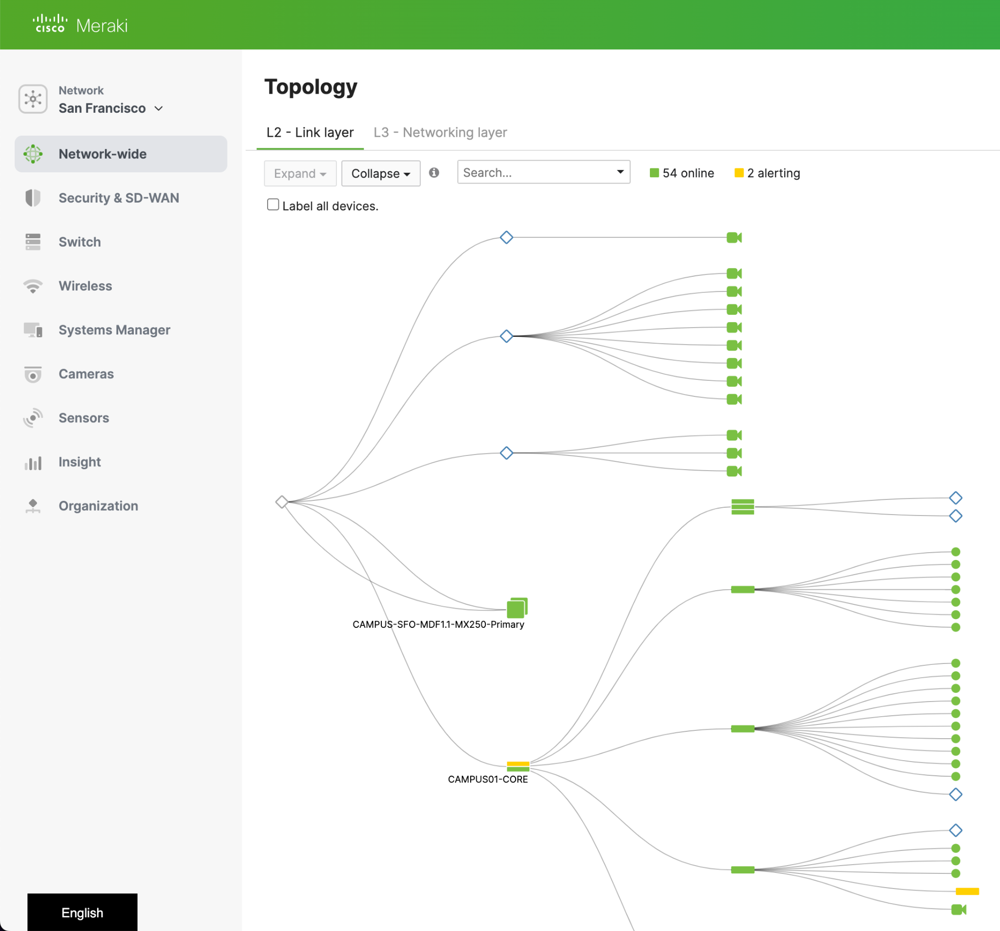 cisco Meraki
Network
San Francisco
Network-wide
Security & SD-WAN
Switch
Wireless
Systems Manager
Cameras
Sensors
Insight
Organization
English
Topology
L2 - Link layer L3 - Networking layer
Expand Collapse Search... 54 online 2 alerting
Label all devices.
CAMPUS-SFO-MDF1.1-MX250-Primary
CAMPUS01-CORE